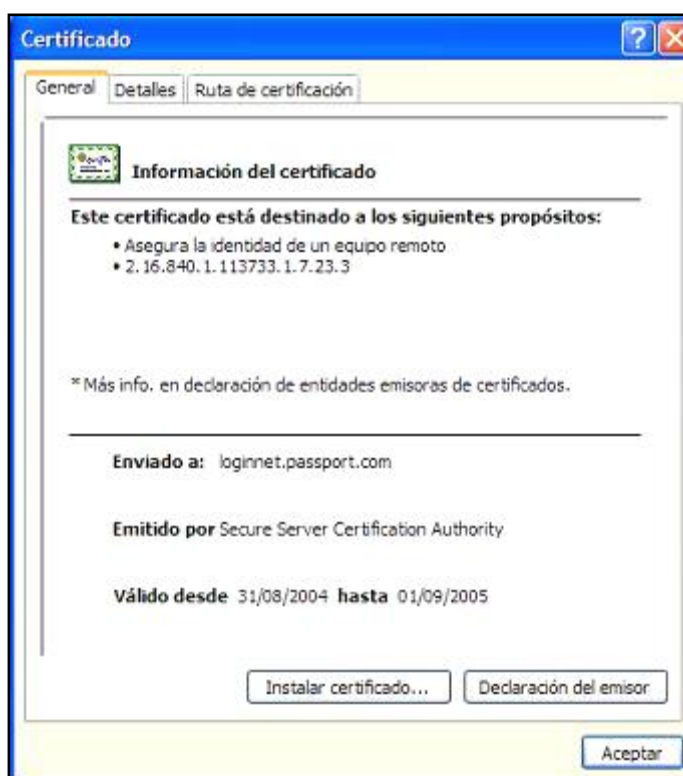 Certificado
General Detalles Ruta de certificación
Información del certificado
Este certificado está destinado a los siguientes propósitos:
• Asegura la identidad de un equipo remoto
• 2.16.840.1.113733.1.7.23.3
* Más info. en declaración de entidades emisoras de certificados.
Enviado a: loginnet.passport.com
Emitido por Secure Server Certification Authority
Válido desde 31/08/2004 hasta 01/09/2005
Instalar certificado... Declaración del emisor
Aceptar